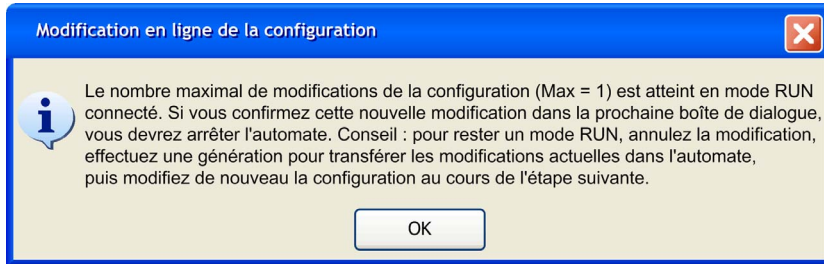 Modification en ligne de la configuration
Le nombre maximal de modifications de la configuration (Max = 1) est atteint en mode RUN
connecté. Si vous confirmez cette nouvelle modification dans la prochaine boîte de dialogue,
vous devrez arrêter l'automate. Conseil : pour rester un mode RUN, annulez la modification,
effectuez une génération pour transférer les modifications actuelles dans l'automate,
puis modifiez de nouveau la configuration au cours de l'étape suivante.
OK